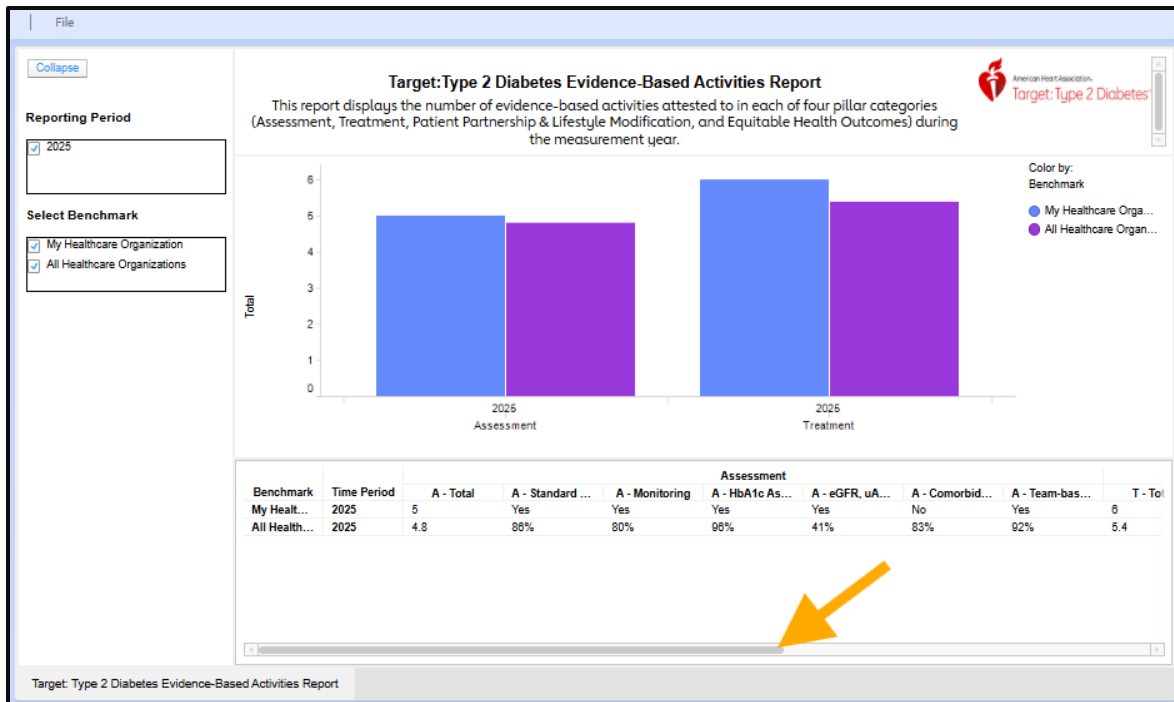 File
Collapse
Reporting Period
2025
Select Benchmark
My Healthcare Organization
All Healthcare Organizations
Target:Type 2 Diabetes Evidence-Based Activities Report
This report displays the number of evidence-based activities attested to in each of four pillar categories
(Assessment, Treatment, Patient Partnership & Lifestyle Modification, and Equitable Health Outcomes) during
the measurement year.
American Heart Association.
Target: Type 2 Diabetes
Color by:
Benchmark
My Healthcare Orga...
All Healthcare Organ...
Total
6
5
4
3
2
1
0
2025 2025
Assessment Treatment
Assessment
Benchmark Time Period A - Total A - Standard ... A - Monitoring A - HbA1c As... A - eGFR, uA... A - Comorbid... A - Team-bas... T - Tot
My Healt... 2025 5 Yes Yes Yes Yes No Yes 6
All Health... 2025 4.8 86% 80% 96% 41% 83% 92% 5.4
Target: Type 2 Diabetes Evidence-Based Activities Report